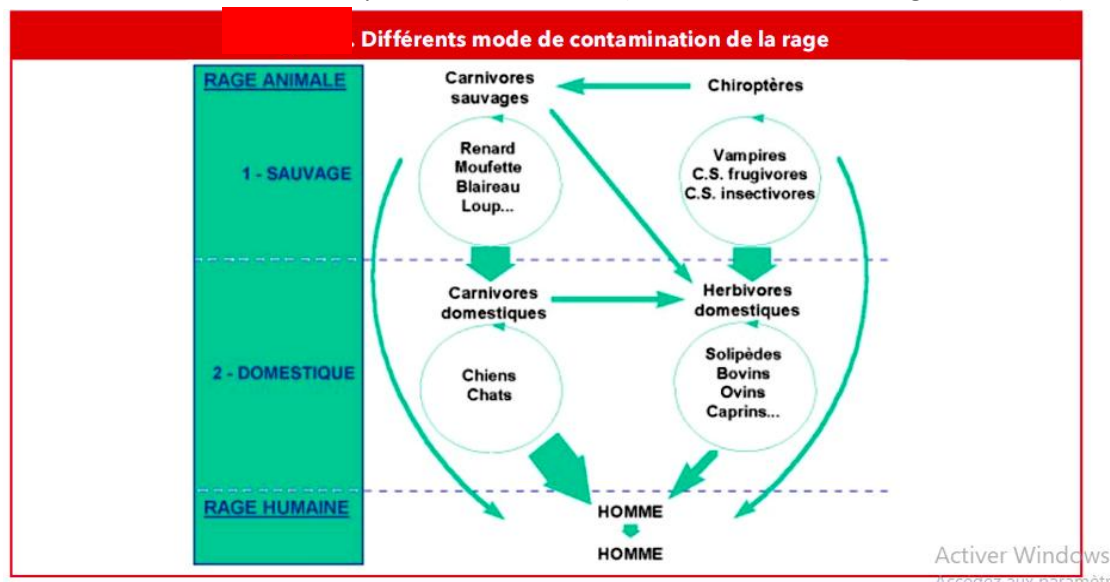 . Différents mode de contamination de la rage
RAGE ANIMALE
Carnivores
sauvages
Chiroptères
1 - SAUVAGE
Renard
Moufette
Blaireau
Loup...
Vampires
C.S. frugivores
C.S. insectivores
Carnivores
domestiques
Herbivores
domestiques
2 - DOMESTIQUE
Chiens
Chats
Solipèdes
Bovins
Ovins
Caprins...
RAGE HUMAINE
HOMME
HOMME
Activer Windows